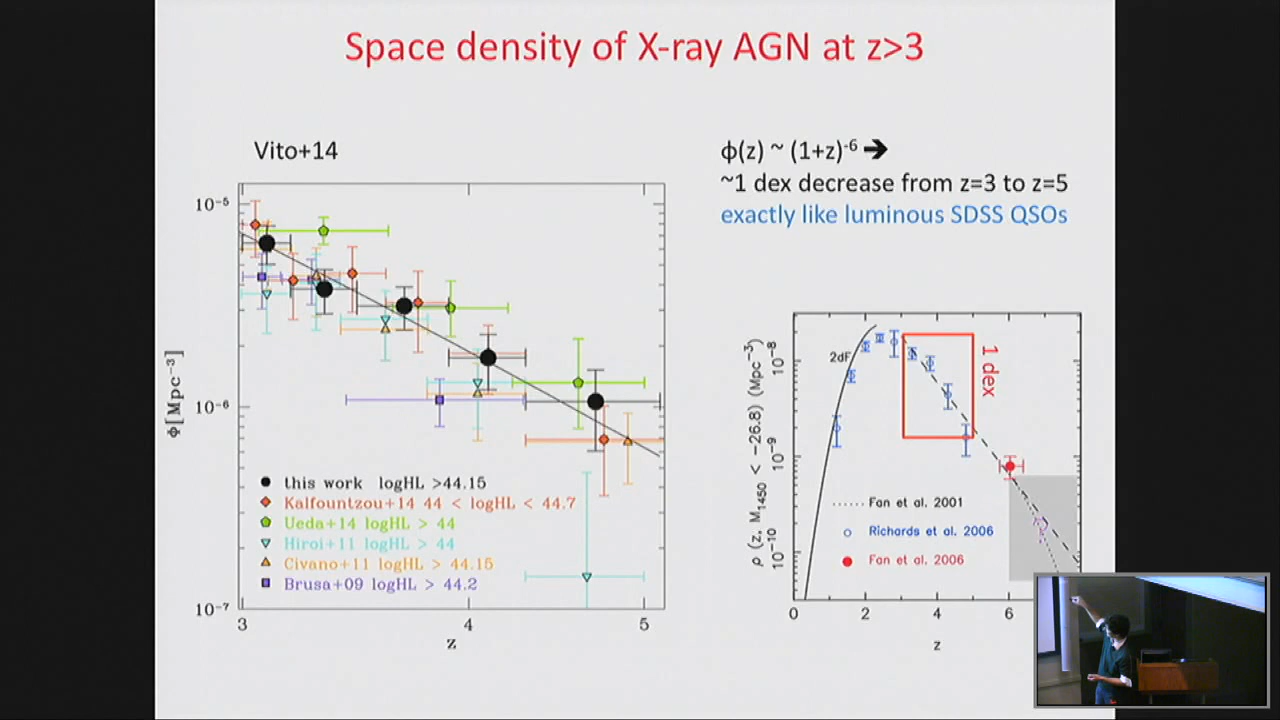 Space density of X-ray AGN at z>3
Vito+14
ϕ(z) ~ (1+z)⁻⁶ ➔
~1 dex decrease from z=3 to z=5
exactly like luminous SDSS QSOs
10⁻⁵
10⁻⁶
10⁻⁷
Φ[Mpc⁻³]
this work logHL >44.15
Kalfountzou+14 44 < logHL < 44.7
Ueda+14 logHL > 44
Hiroi+11 logHL > 44
Civano+11 logHL > 44.15
Brusa+09 logHL > 44.2
3 4 5
z
ρ (z, M₁₄₅₀ < −26.8) (Mpc⁻³)
10⁻⁸
10⁻⁹
10⁻¹⁰
2dF
1 dex
Fan et al. 2001
Richards et al. 2006
Fan et al. 2006
0 2 4 6
z